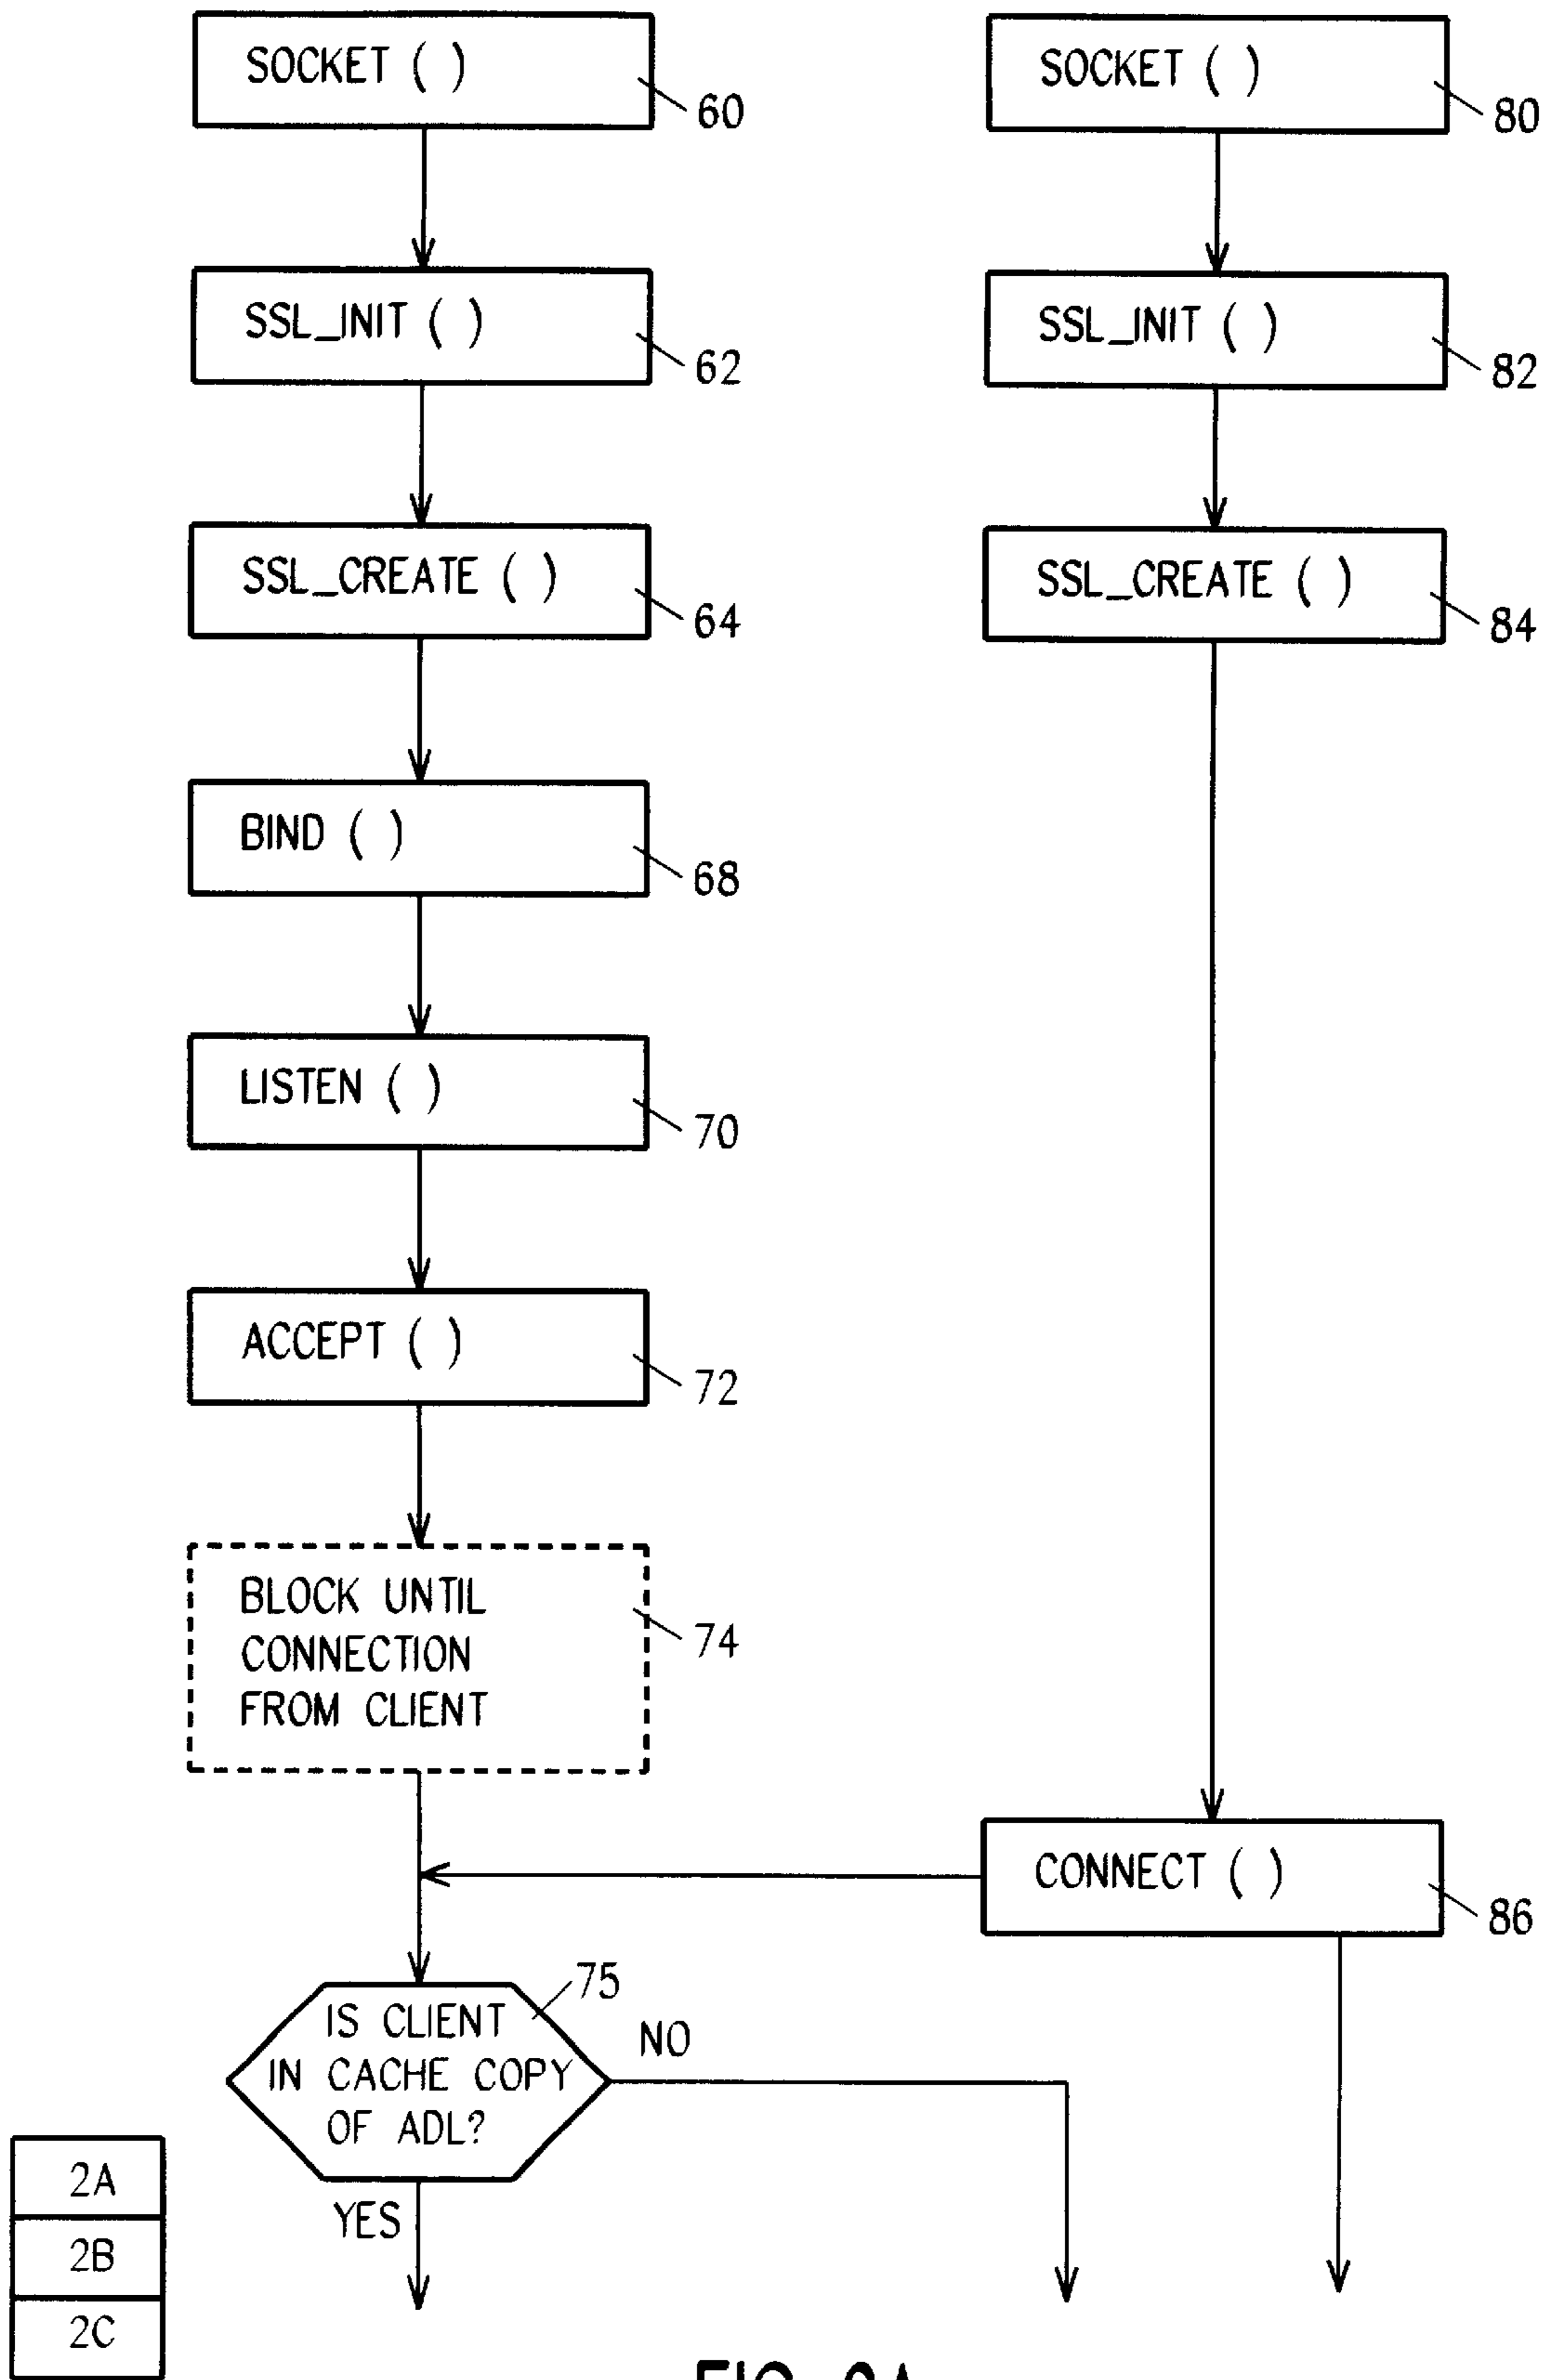 SOCKET ( )
60
SOCKET ( )
80
SSL_INIT ( )
62
SSL_INIT ( )
82
SSL_CREATE ( )
64
SSL_CREATE ( )
84
BIND ( )
68
LISTEN ( )
70
ACCEPT ( )
72
BLOCK UNTIL
CONNECTION
FROM CLIENT
74
CONNECT ( )
86
75
IS CLIENT
IN CACHE COPY
OF ADL?
NO
YES
2A
2B
2C
FIG. 2A